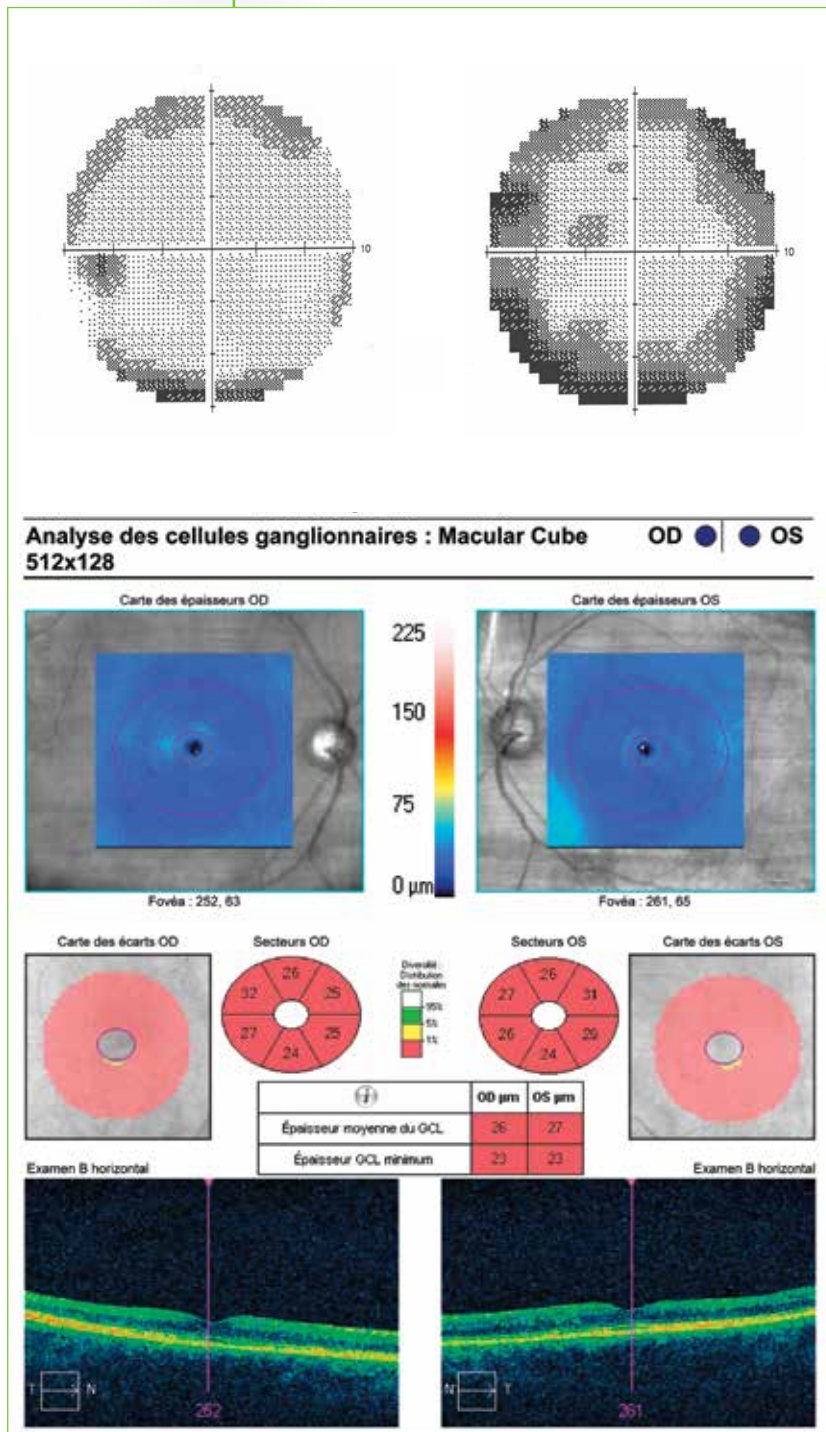 10
10
Analyse des cellules ganglionnaires : Macular Cube 512x128
OD
OS
Carte des épaisseurs OD
Carte des épaisseurs OS
225
150
75
0 µm
Fovéa : 252, 63
Fovéa : 261, 65
Carte des écarts OD
Secteurs OD
Diversité :
Distribution
des normales
95%
5%
1%
Secteurs OS
Carte des écarts OS
26
32
25
27
25
24
26
27
31
26
29
24
OD µm
OS µm
Épaisseur moyenne du GCL
26
27
Épaisseur GCL minimum
23
23
Examen B horizontal
Examen B horizontal
T
N
252
N
T
261